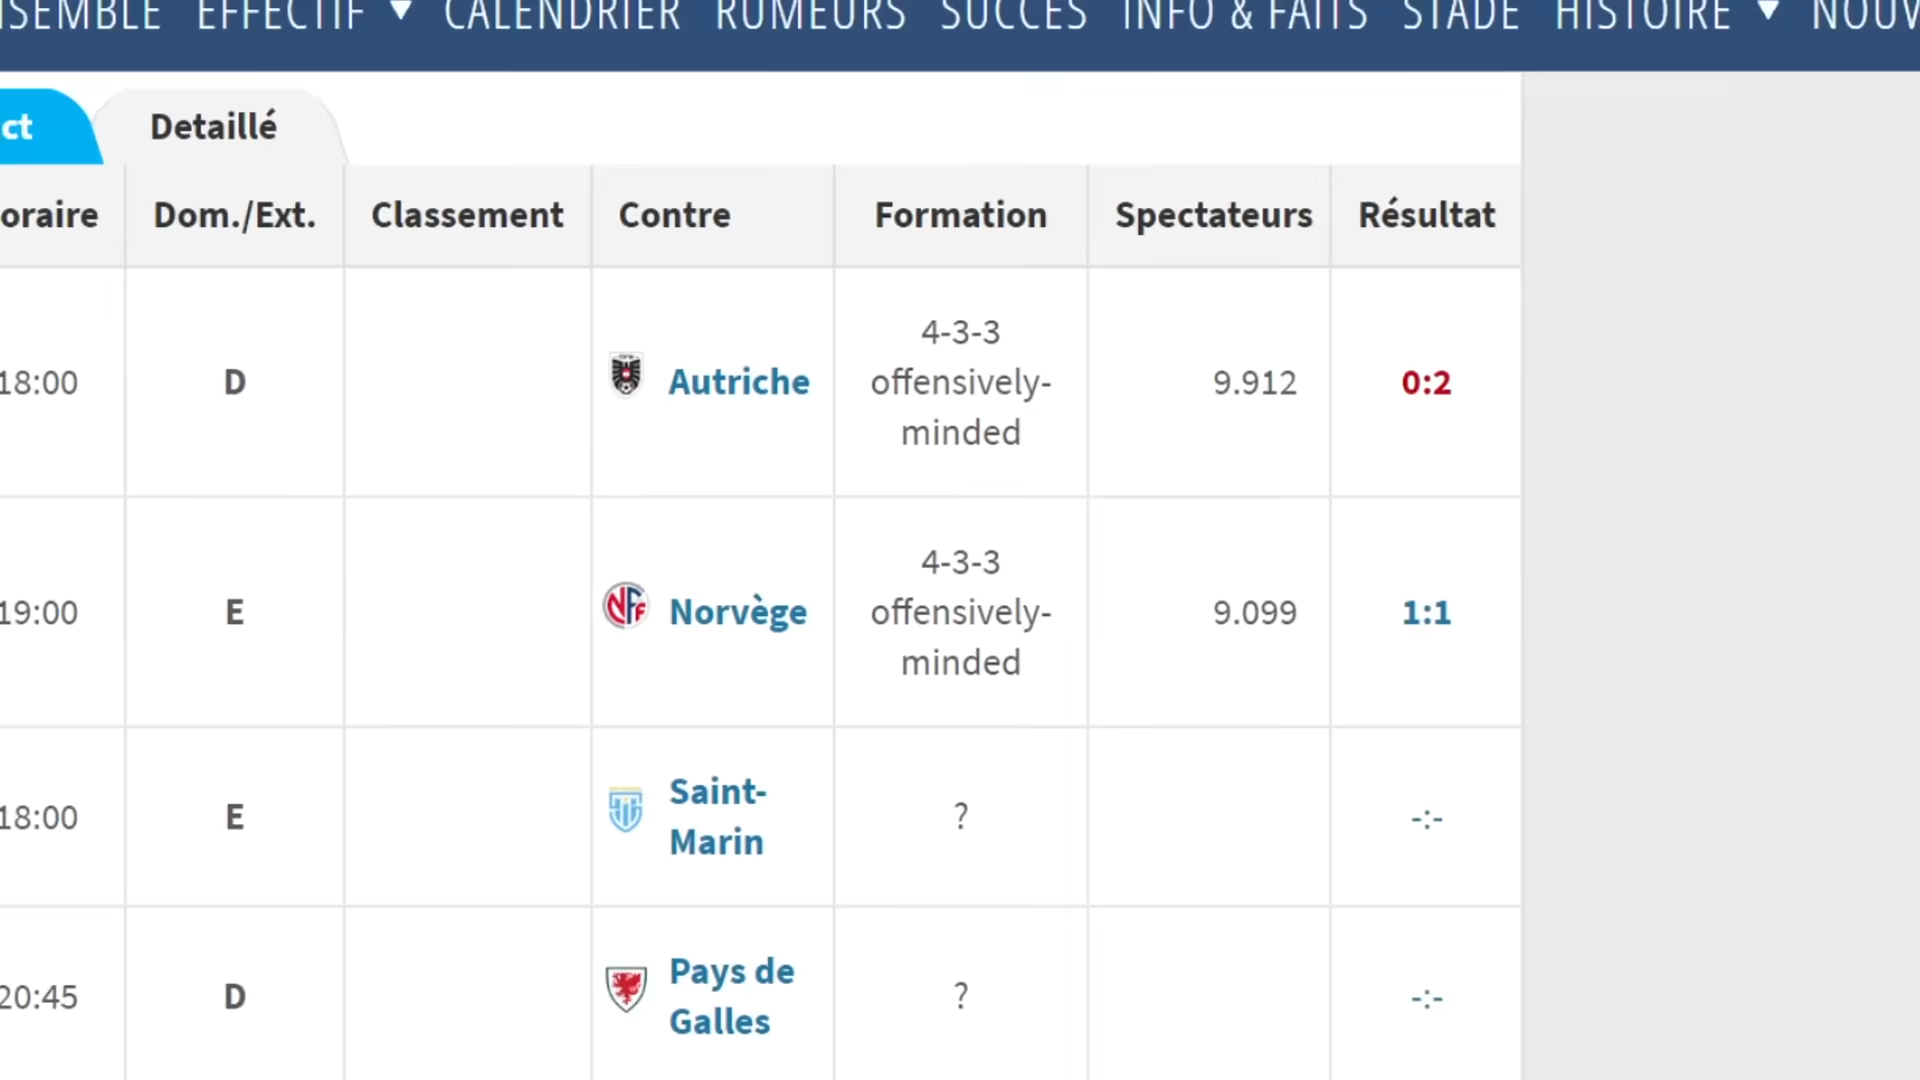 SEMBLE EFFECTIF ▼ CALENDRIER RUMEURS SUCCÈS INFO & FAITS STADE HISTOIRE ▼ NOUV
ct Detaillé
oraire Dom./Ext. Classement Contre Formation Spectateurs Résultat
4-3-3
18:00 D Autriche offensively- 9.912 0:2
minded
4-3-3
19:00 E Norvège offensively- 9.099 1:1
minded
Saint-
18:00 E ? -:-
Marin
Pays de
20:45 D ? -:-
Galles